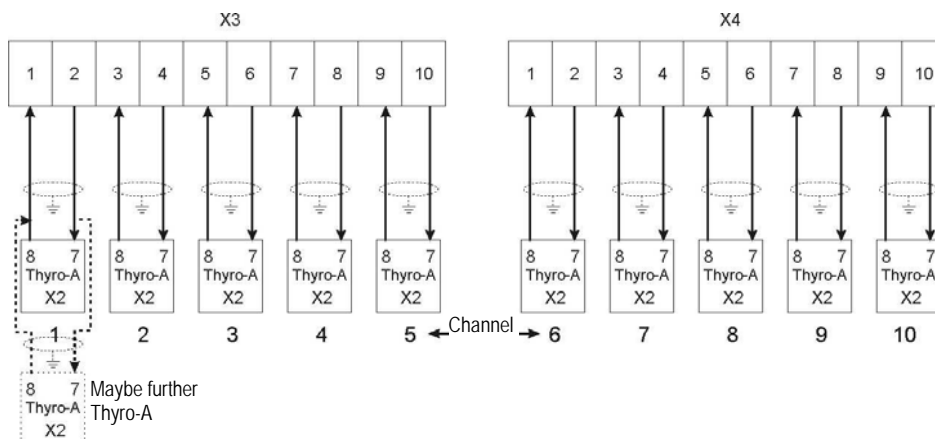 X3 X4
1 2 3 4 5 6 7 8 9 10 1 2 3 4 5 6 7 8 9 10
8 7 8 7 8 7 8 7 8 7 8 7 8 7 8 7 8 7 8 7
Thyro-A Thyro-A Thyro-A Thyro-A Thyro-A Thyro-A Thyro-A Thyro-A Thyro-A Thyro-A
X2 X2 X2 X2 X2 X2 X2 X2 X2 X2
1 2 3 4 5 Channel 6 7 8 9 10
8 7 Maybe further
Thyro-A Thyro-A
X2